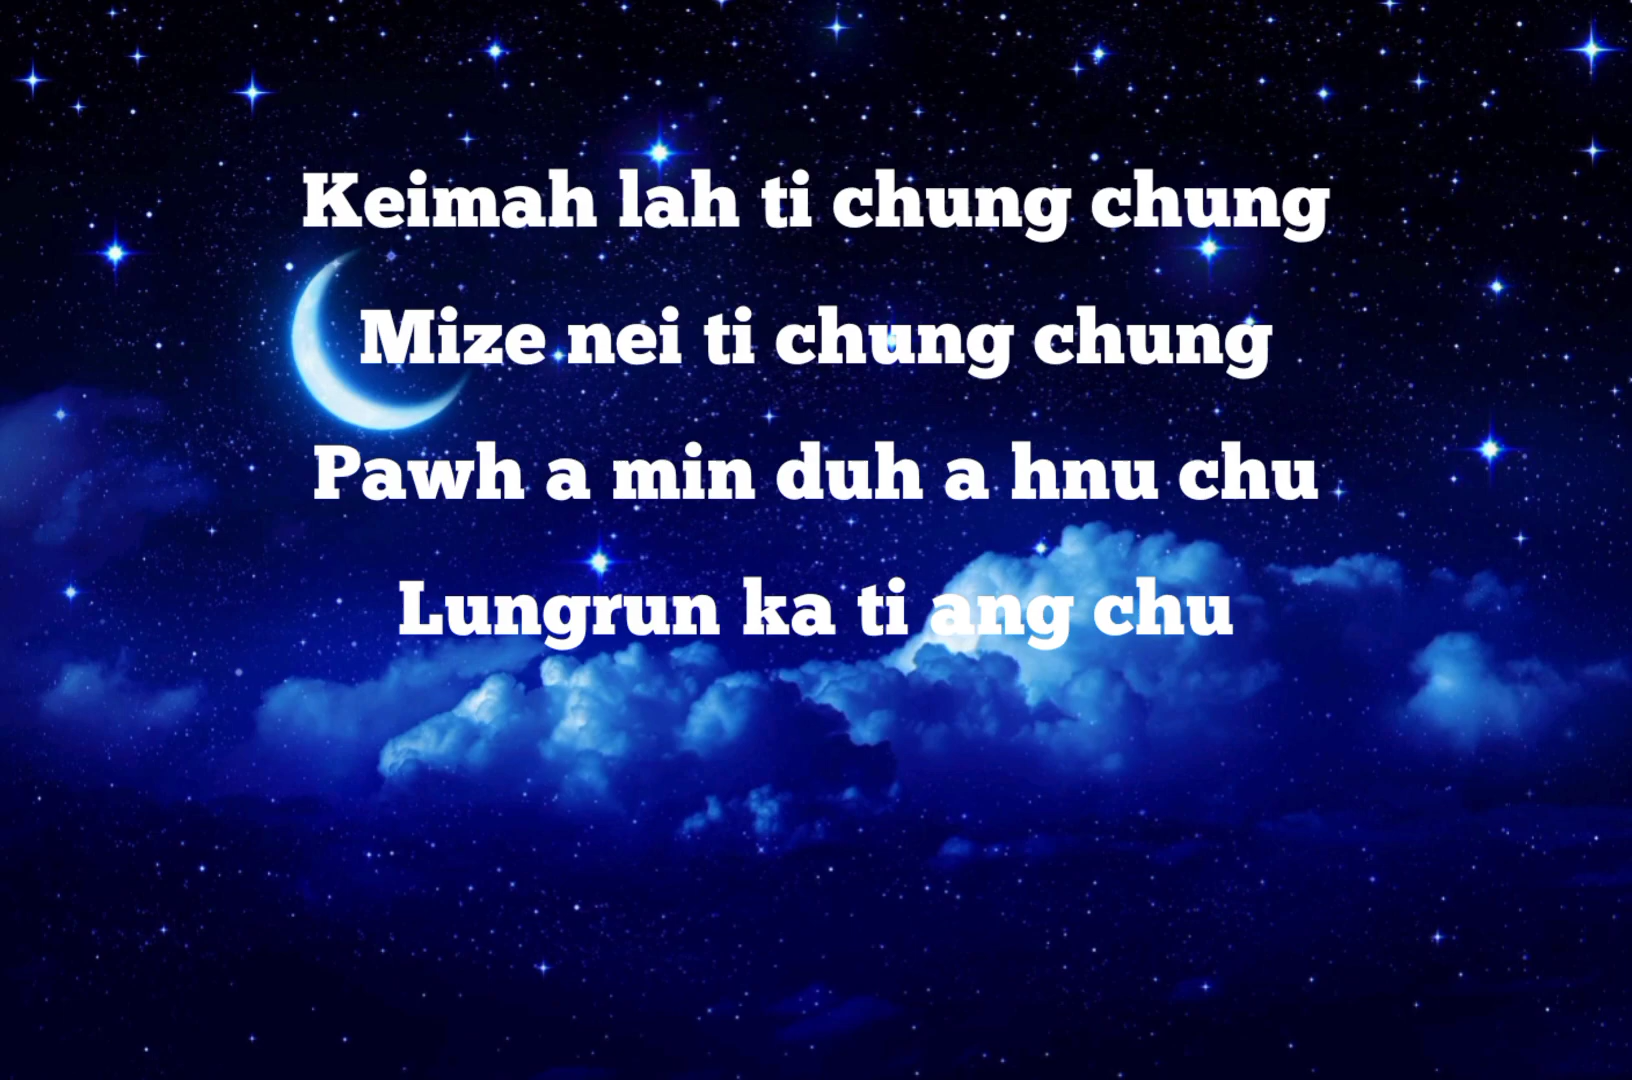 Keimah lah ti chung chung
Mize nei ti chung chung
Pawh a min duh a hnu chu
Lungrun ka ti ang chu